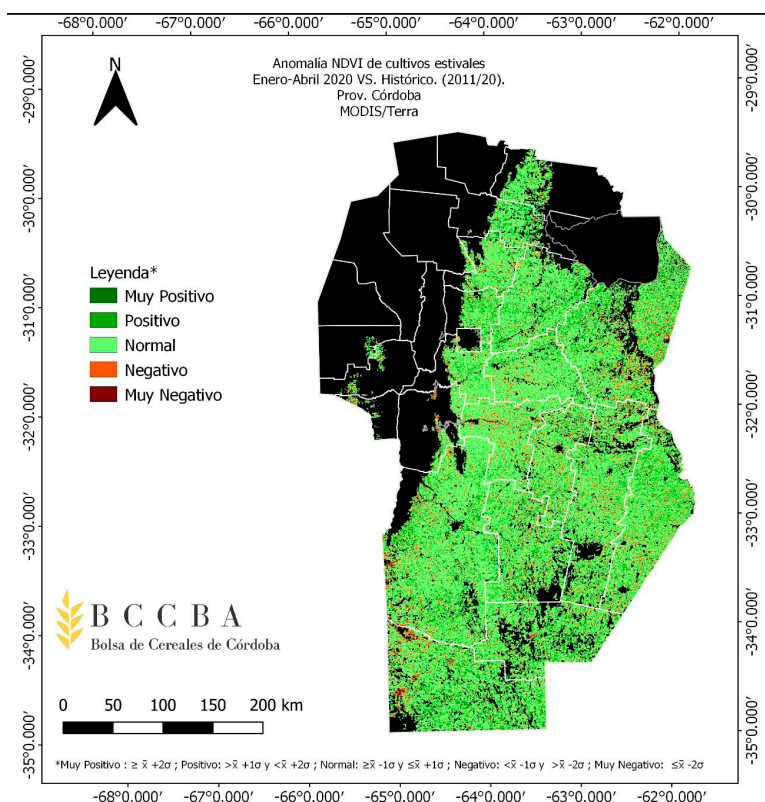 -68°0.000′ -67°0.000′ -66°0.000′ -65°0.000′ -64°0.000′ -63°0.000′ -62°0.000′
Anomalía NDVI de cultivos estivales
Enero-Abril 2020 VS. Histórico. (2011/20).
Prov. Córdoba
MODIS/Terra
N
-29°0.000′
-30°0.000′
-31°0.000′
-32°0.000′
-33°0.000′
-34°0.000′
-35°0.000′
-29°0.000′
-30°0.000′
-31°0.000′
-32°0.000′
-33°0.000′
-34°0.000′
-35°0.000′
Leyenda*
Muy Positivo
Positivo
Normal
Negativo
Muy Negativo
BCCBA
Bolsa de Cereales de Córdoba
0 50 100 150 200 km
*Muy Positivo : ≥ x̄ +2σ ; Positivo: >x̄ +1σ y <x̄ +2σ ; Normal: ≥x̄ -1σ y ≤x̄ +1σ ; Negativo: <x̄ -1σ y >x̄ -2σ ; Muy Negativo: ≤x̄ -2σ
-68°0.000′ -67°0.000′ -66°0.000′ -65°0.000′ -64°0.000′ -63°0.000′ -62°0.000′